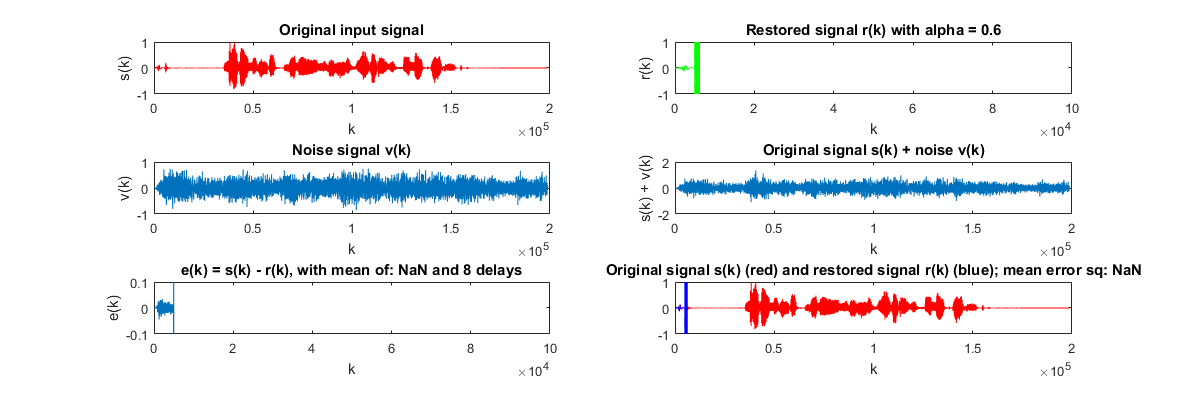 Original input signal
1
0
-1
s(k)
0 0.5 1 1.5 2
k
×10^5
Restored signal r(k) with alpha = 0.6
1
0
-1
r(k)
0 2 4 6 8 10
k
×10^4
Noise signal v(k)
1
0
-1
v(k)
0 0.5 1 1.5 2
k
×10^5
Original signal s(k) + noise v(k)
2
0
-2
s(k) + v(k)
0 0.5 1 1.5 2
k
×10^5
e(k) = s(k) - r(k), with mean of: NaN and 8 delays
0.1
0
-0.1
e(k)
0 2 4 6 8 10
k
×10^4
Original signal s(k) (red) and restored signal r(k) (blue); mean error sq: NaN
1
0
-1
0 0.5 1 1.5 2
k
×10^5